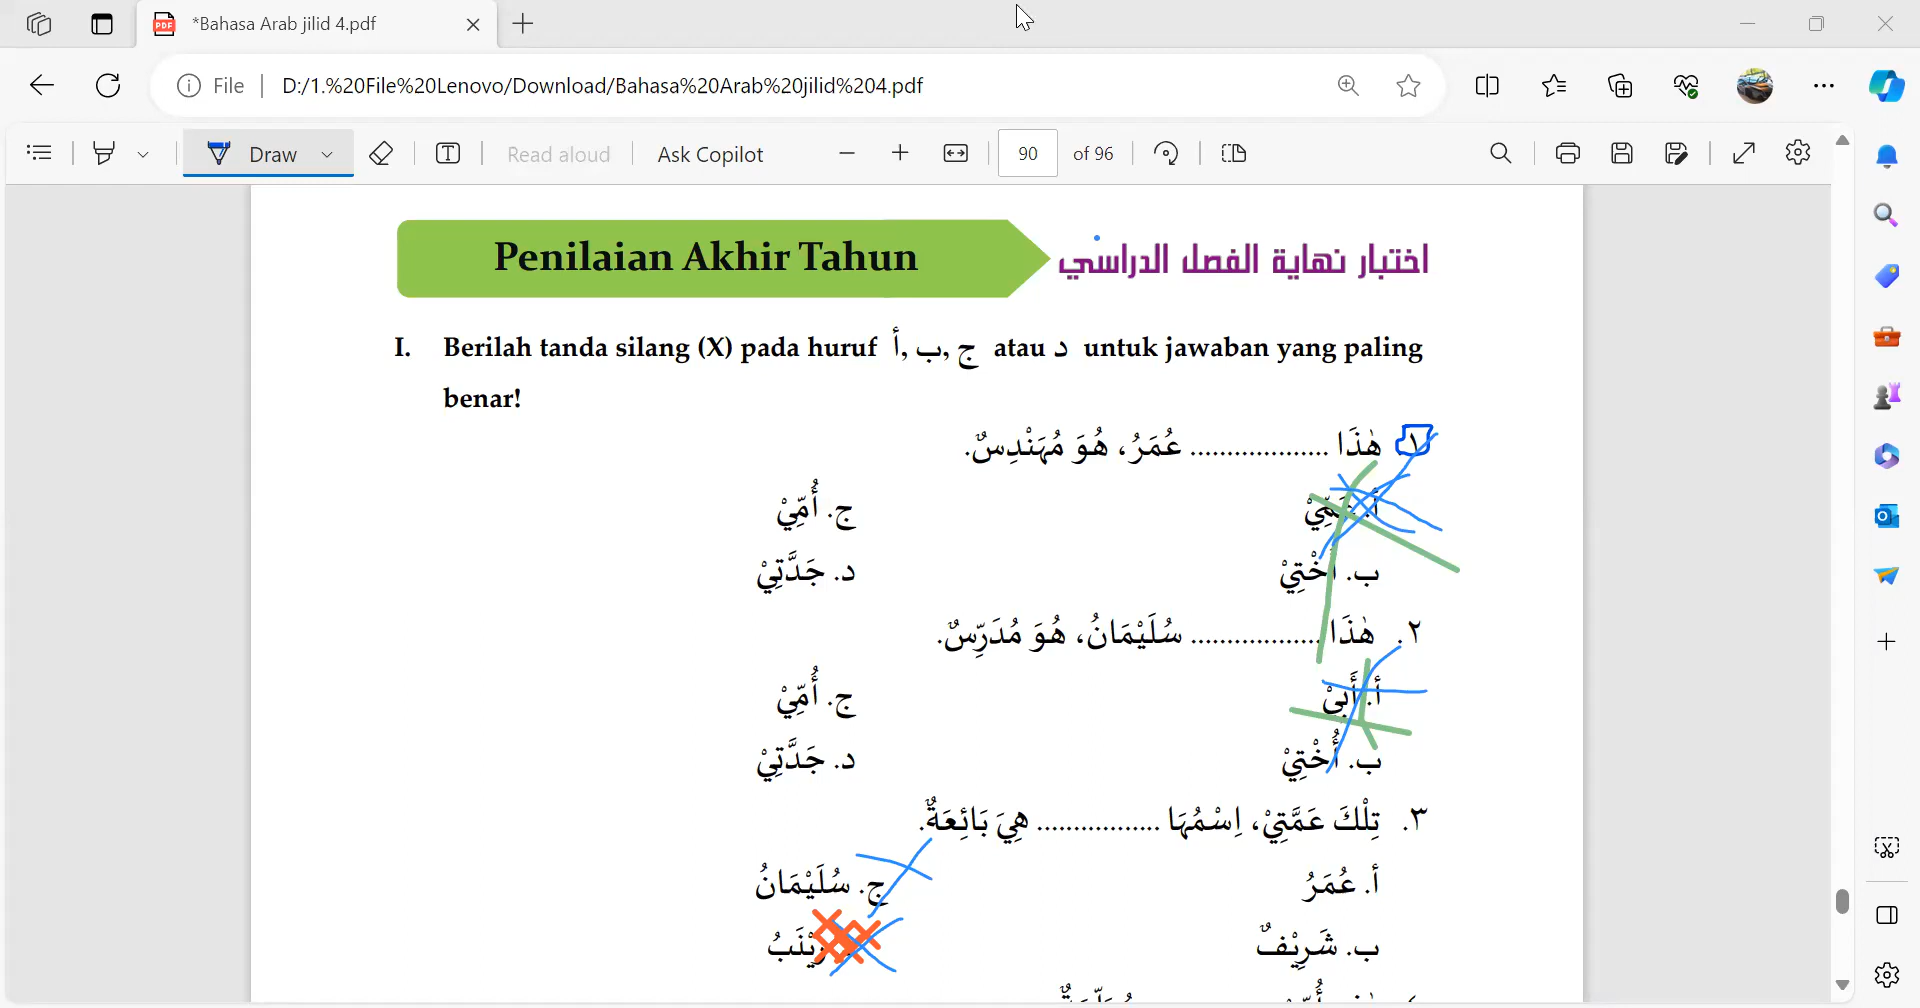 *Bahasa Arab jilid 4.pdf
File D:/1.%20File%20Lenovo/Download/Bahasa%20Arab%20jilid%204.pdf
Draw Read aloud Ask Copilot 90 of 96
Penilaian Akhir Tahun اختبار نهاية الفصل الدراسي
I. Berilah tanda silang (X) pada huruf أ, ب, ج atau د untuk jawaban yang paling
benar!
١ هٰذَا ................... عُمَرُ، هُوَ مُهَنْدِسٌ.
أ. عَمِّيْ ج. أُمِّيْ
ب. أُخْتِيْ د. جَدَّتِيْ
٢. هٰذَا .................. سُلَيْمَانُ، هُوَ مُدَرِّسٌ.
أ. أَبِيْ ج. أُمِّيْ
ب. أُخْتِيْ د. جَدَّتِيْ
٣. تِلْكَ عَمَّتِيْ، اِسْمُهَا ................. هِيَ بَائِعَةٌ.
أ. عُمَرُ ج. سُلَيْمَانُ
ب. شَرِيْفٌ